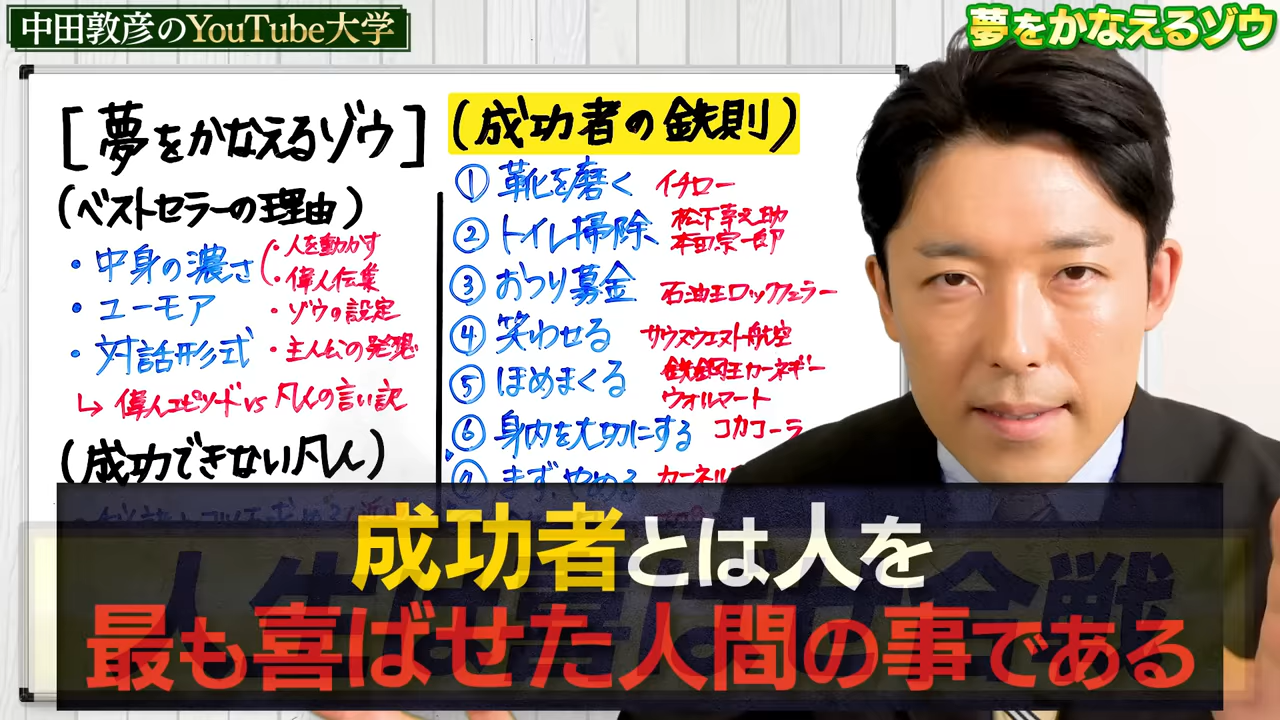 中田敦彦のYouTube大学
夢をかなえるゾウ
[夢をかなえるゾウ]
(ベストセラーの理由)
・中身の濃さ
・人を動かす
・偉人伝集
・ユーモア
・ゾウの設定
・対話形式
・主人公の発想
↳ 偉人エピソード vs 凡人の言い訳
(成功できない凡人)
(成功者の鉄則)
① 靴を磨く イチロー
② トイレ掃除 松下幸之助
本田宗一郎
③ おつり募金 石油王ロックフェラー
④ 笑わせる サウスウエスト航空
⑤ ほめまくる 鉄鋼王カーネギー
ウォルマート
⑥ 身内を大切にする コカコーラ
まず、やめる カーネル
成功者とは人を
最も喜ばせた人間の事である